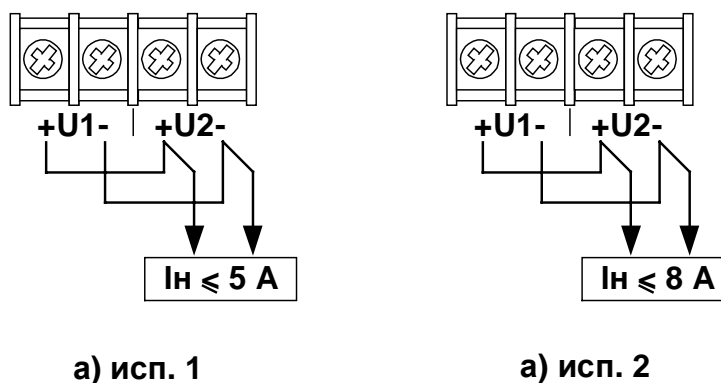 +U1- | +U2-
Iн ⩽ 5 А
а) исп. 1
+U1- | +U2-
Iн ⩽ 8 А
а) исп. 2